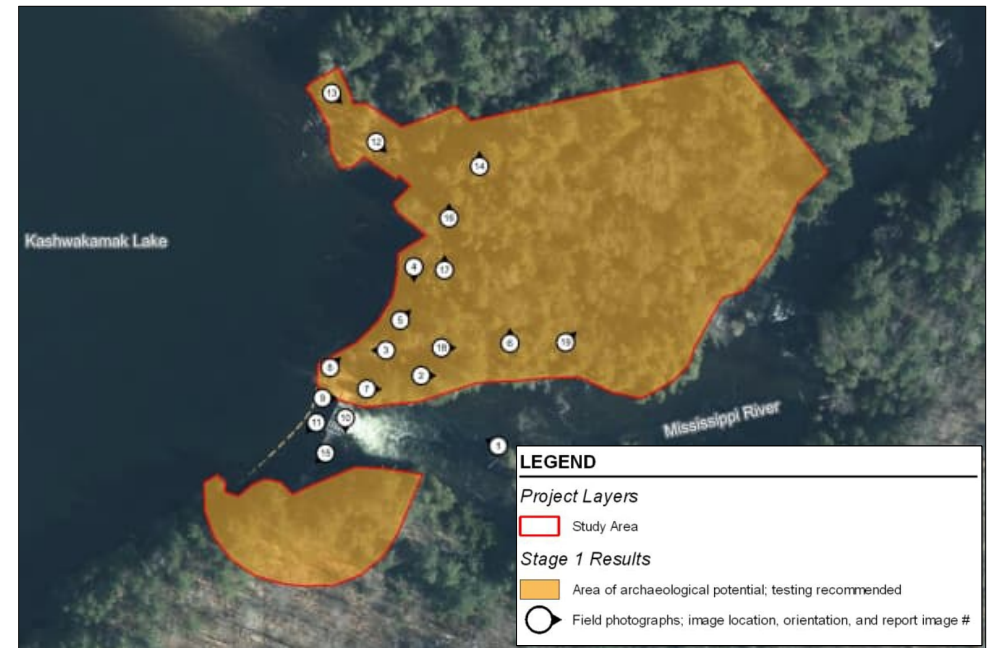 13
12
14
16
Kashwakamak Lake
4
17
5
3
18
6
19
8
2
7
9
11
10
Mississippi River
1
15
LEGEND
Project Layers
Study Area
Stage 1 Results
Area of archaeological potential; testing recommended
Field photographs; image location, orientation, and report image #